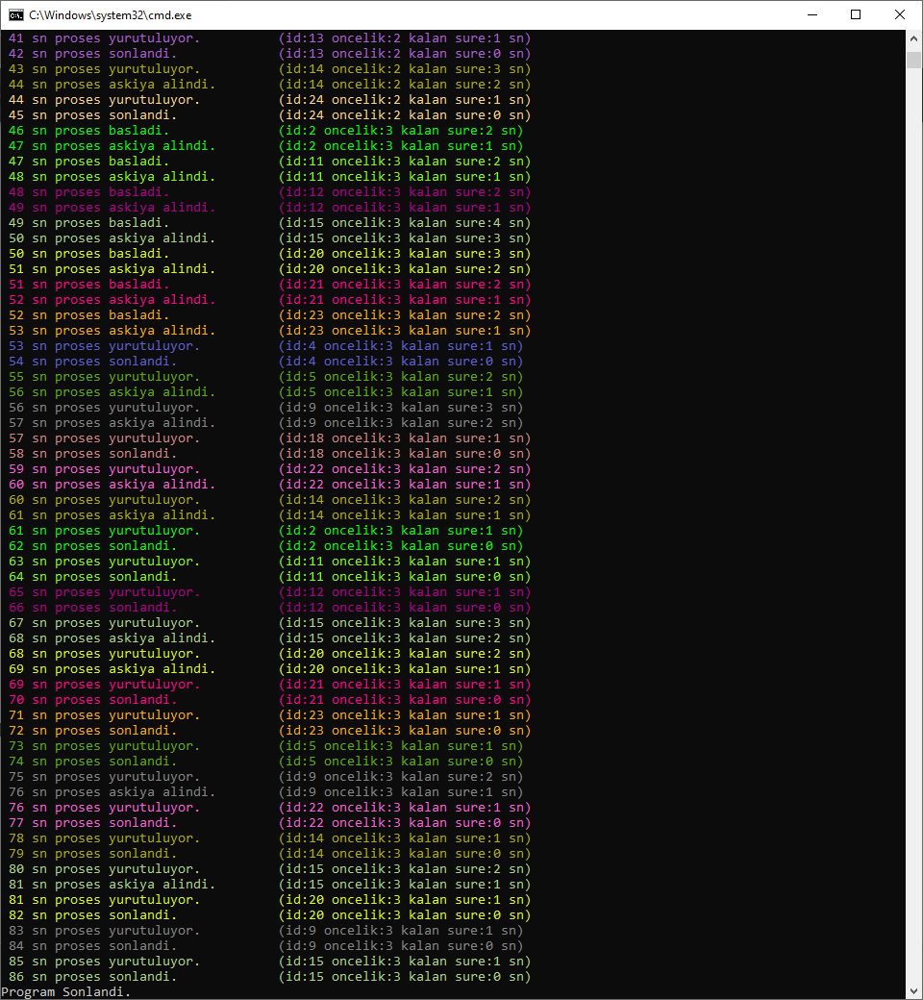 C:\Windows\system32\cmd.exe
41 sn proses yurutuluyor. (id:13 oncelik:2 kalan sure:1 sn)
42 sn proses sonlandi. (id:13 oncelik:2 kalan sure:0 sn)
43 sn proses yurutuluyor. (id:14 oncelik:2 kalan sure:3 sn)
44 sn proses askiya alindi. (id:14 oncelik:2 kalan sure:2 sn)
44 sn proses yurutuluyor. (id:24 oncelik:2 kalan sure:1 sn)
45 sn proses sonlandi. (id:24 oncelik:2 kalan sure:0 sn)
46 sn proses basladi. (id:2 oncelik:3 kalan sure:2 sn)
47 sn proses askiya alindi. (id:2 oncelik:3 kalan sure:1 sn)
47 sn proses basladi. (id:11 oncelik:3 kalan sure:2 sn)
48 sn proses askiya alindi. (id:11 oncelik:3 kalan sure:1 sn)
48 sn proses basladi. (id:12 oncelik:3 kalan sure:2 sn)
49 sn proses askiya alindi. (id:12 oncelik:3 kalan sure:1 sn)
49 sn proses basladi. (id:15 oncelik:3 kalan sure:4 sn)
50 sn proses askiya alindi. (id:15 oncelik:3 kalan sure:3 sn)
50 sn proses basladi. (id:20 oncelik:3 kalan sure:3 sn)
51 sn proses askiya alindi. (id:20 oncelik:3 kalan sure:2 sn)
51 sn proses basladi. (id:21 oncelik:3 kalan sure:2 sn)
52 sn proses askiya alindi. (id:21 oncelik:3 kalan sure:1 sn)
52 sn proses basladi. (id:23 oncelik:3 kalan sure:2 sn)
53 sn proses askiya alindi. (id:23 oncelik:3 kalan sure:1 sn)
53 sn proses yurutuluyor. (id:4 oncelik:3 kalan sure:1 sn)
54 sn proses sonlandi. (id:4 oncelik:3 kalan sure:0 sn)
55 sn proses yurutuluyor. (id:5 oncelik:3 kalan sure:2 sn)
56 sn proses askiya alindi. (id:5 oncelik:3 kalan sure:1 sn)
56 sn proses yurutuluyor. (id:9 oncelik:3 kalan sure:3 sn)
57 sn proses askiya alindi. (id:9 oncelik:3 kalan sure:2 sn)
57 sn proses yurutuluyor. (id:18 oncelik:3 kalan sure:1 sn)
58 sn proses sonlandi. (id:18 oncelik:3 kalan sure:0 sn)
59 sn proses yurutuluyor. (id:22 oncelik:3 kalan sure:2 sn)
60 sn proses askiya alindi. (id:22 oncelik:3 kalan sure:1 sn)
60 sn proses yurutuluyor. (id:14 oncelik:3 kalan sure:2 sn)
61 sn proses askiya alindi. (id:14 oncelik:3 kalan sure:1 sn)
61 sn proses yurutuluyor. (id:2 oncelik:3 kalan sure:1 sn)
62 sn proses sonlandi. (id:2 oncelik:3 kalan sure:0 sn)
63 sn proses yurutuluyor. (id:11 oncelik:3 kalan sure:1 sn)
64 sn proses sonlandi. (id:11 oncelik:3 kalan sure:0 sn)
65 sn proses yurutuluyor. (id:12 oncelik:3 kalan sure:1 sn)
66 sn proses sonlandi. (id:12 oncelik:3 kalan sure:0 sn)
67 sn proses yurutuluyor. (id:15 oncelik:3 kalan sure:3 sn)
68 sn proses askiya alindi. (id:15 oncelik:3 kalan sure:2 sn)
68 sn proses yurutuluyor. (id:20 oncelik:3 kalan sure:2 sn)
69 sn proses askiya alindi. (id:20 oncelik:3 kalan sure:1 sn)
69 sn proses yurutuluyor. (id:21 oncelik:3 kalan sure:1 sn)
70 sn proses sonlandi. (id:21 oncelik:3 kalan sure:0 sn)
71 sn proses yurutuluyor. (id:23 oncelik:3 kalan sure:1 sn)
72 sn proses sonlandi. (id:23 oncelik:3 kalan sure:0 sn)
73 sn proses yurutuluyor. (id:5 oncelik:3 kalan sure:1 sn)
74 sn proses sonlandi. (id:5 oncelik:3 kalan sure:0 sn)
75 sn proses yurutuluyor. (id:9 oncelik:3 kalan sure:2 sn)
76 sn proses askiya alindi. (id:9 oncelik:3 kalan sure:1 sn)
76 sn proses yurutuluyor. (id:22 oncelik:3 kalan sure:1 sn)
77 sn proses sonlandi. (id:22 oncelik:3 kalan sure:0 sn)
78 sn proses yurutuluyor. (id:14 oncelik:3 kalan sure:1 sn)
79 sn proses sonlandi. (id:14 oncelik:3 kalan sure:0 sn)
80 sn proses yurutuluyor. (id:15 oncelik:3 kalan sure:2 sn)
81 sn proses askiya alindi. (id:15 oncelik:3 kalan sure:1 sn)
81 sn proses yurutuluyor. (id:20 oncelik:3 kalan sure:1 sn)
82 sn proses sonlandi. (id:20 oncelik:3 kalan sure:0 sn)
83 sn proses yurutuluyor. (id:9 oncelik:3 kalan sure:1 sn)
84 sn proses sonlandi. (id:9 oncelik:3 kalan sure:0 sn)
85 sn proses yurutuluyor. (id:15 oncelik:3 kalan sure:1 sn)
86 sn proses sonlandi. (id:15 oncelik:3 kalan sure:0 sn)
Program Sonlandi.